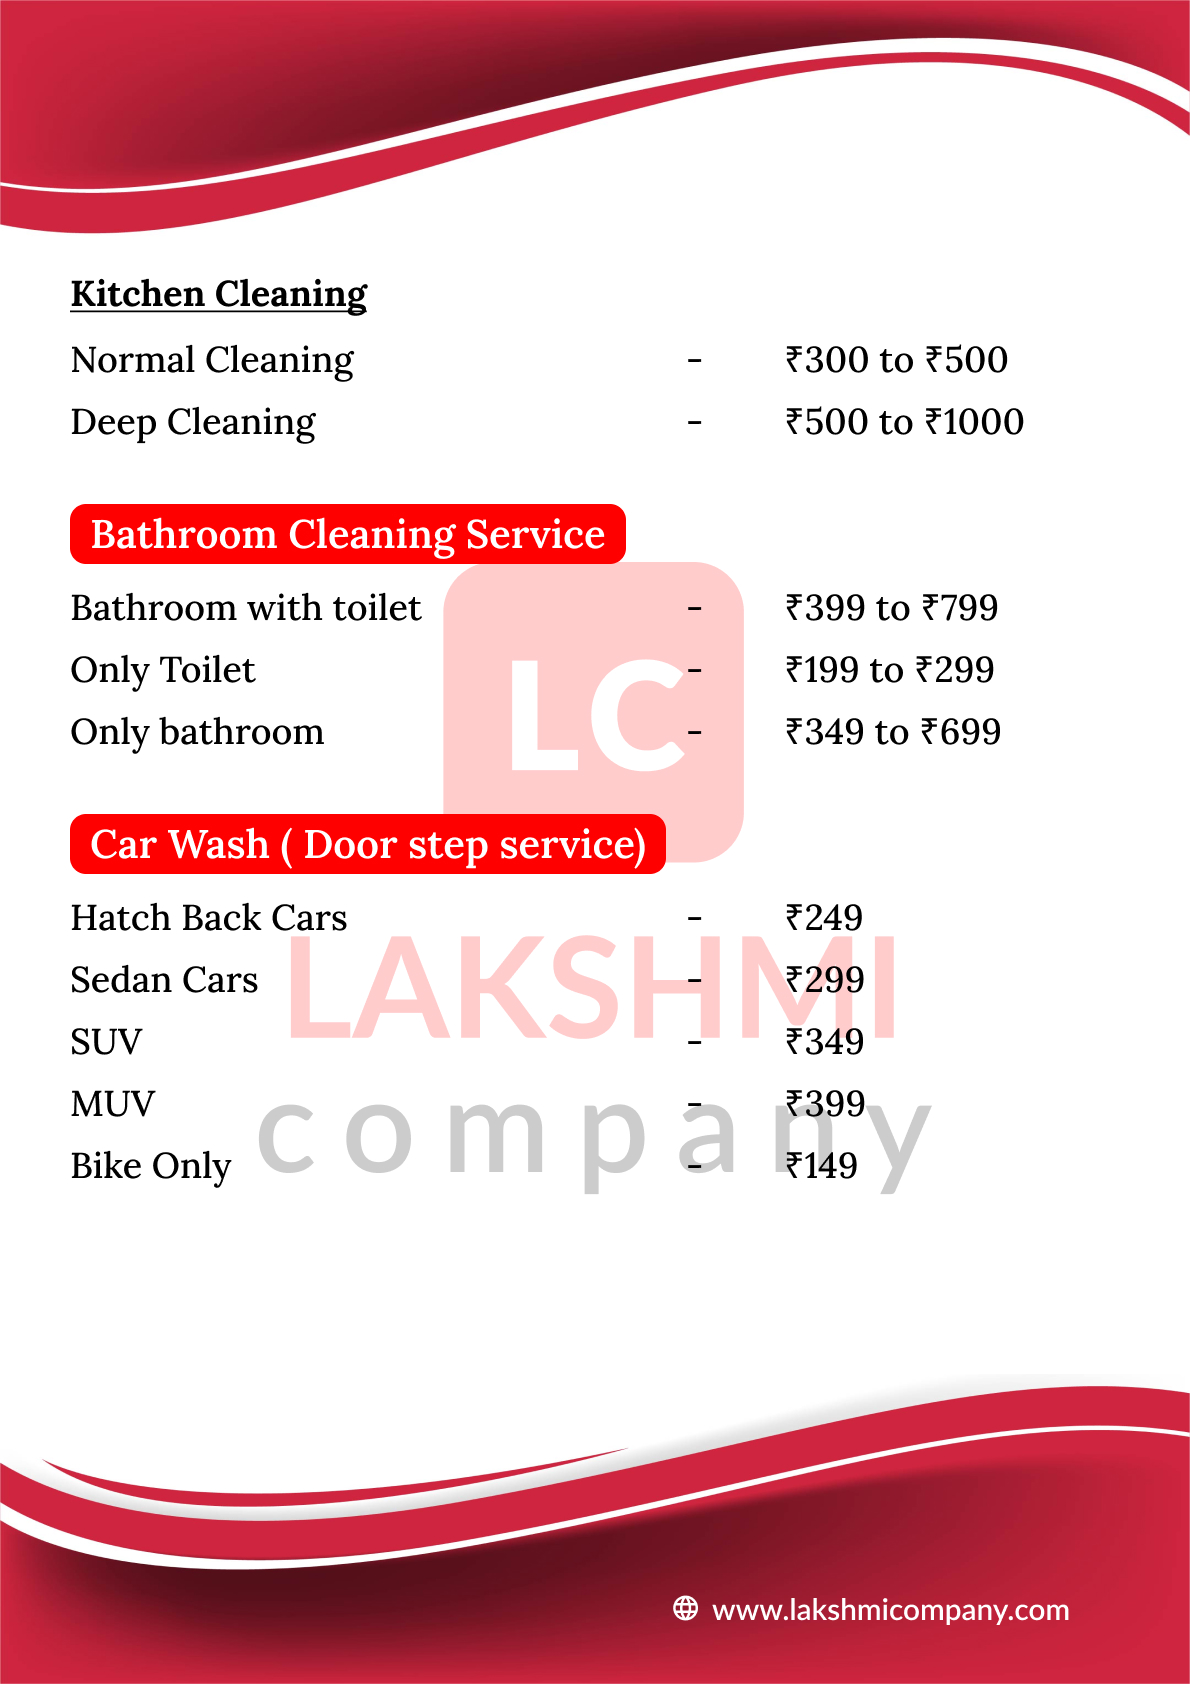 Kitchen Cleaning
Normal Cleaning - ₹300 to ₹500
Deep Cleaning - ₹500 to ₹1000
Bathroom Cleaning Service
Bathroom with toilet - ₹399 to ₹799
Only Toilet - ₹199 to ₹299
Only bathroom - ₹349 to ₹699
LC
Car Wash ( Door step service)
Hatch Back Cars - ₹249
Sedan Cars - ₹299
LAKSHMI
SUV - ₹349
MUV - ₹399
company
Bike Only - ₹149
www.lakshmicompany.com